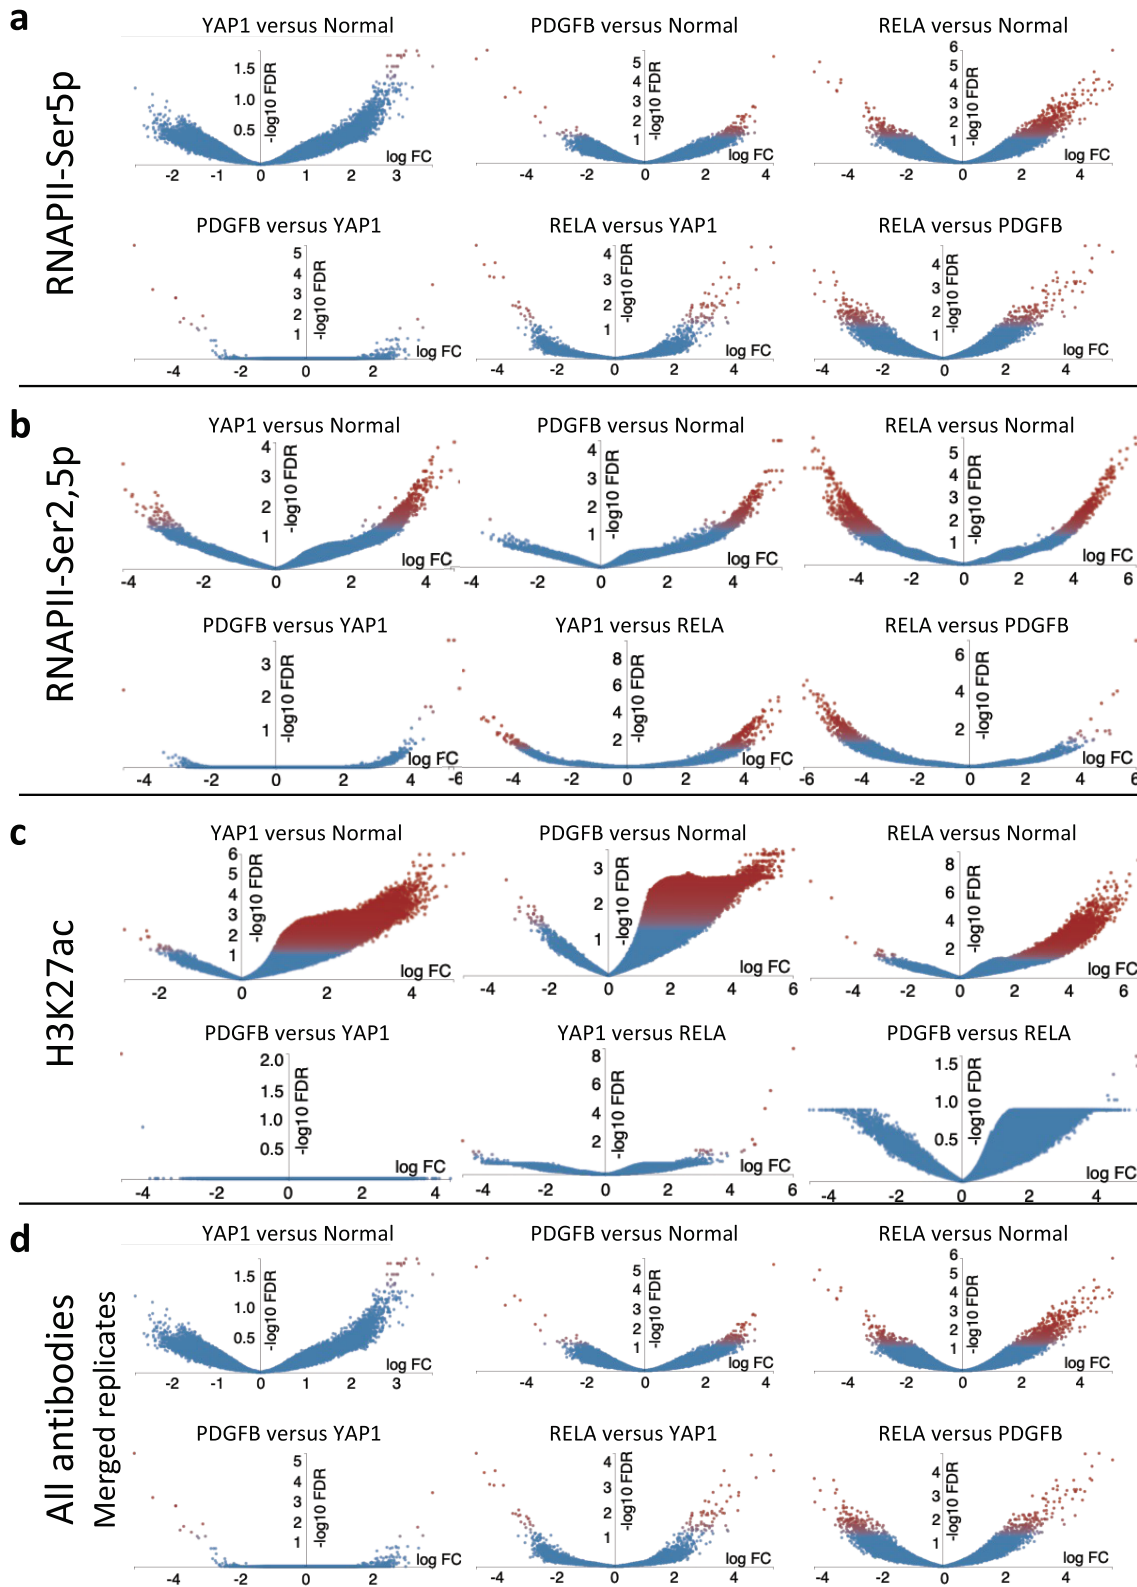 a
RNAPII-Ser5p
YAP1 versus Normal
1.5
1.0
0.5
-log10 FDR
log FC
-2 -1 0 1 2 3
PDGFB versus Normal
5
4
3
2
1
-log10 FDR
log FC
-4 -2 0 2 4
RELA versus Normal
6
5
4
3
2
1
-log10 FDR
log FC
-4 -2 0 2 4
PDGFB versus YAP1
5
4
3
2
1
-log10 FDR
log FC
-4 -2 0 2
RELA versus YAP1
4
3
2
1
-log10 FDR
log FC
-4 -2 0 2 4
RELA versus PDGFB
4
3
2
1
-log10 FDR
log FC
-4 -2 0 2 4
b
RNAPII-Ser2,5p
YAP1 versus Normal
4
3
2
1
-log10 FDR
log FC
-4 -2 0 2 4
PDGFB versus Normal
4
3
2
1
-log10 FDR
log FC
-4 -2 0 2 4
RELA versus Normal
5
4
3
2
1
-log10 FDR
log FC
-4 -2 0 2 4 6
PDGFB versus YAP1
3
2
1
-log10 FDR
log FC
-4 -2 0 2 4
YAP1 versus RELA
8
6
4
2
-log10 FDR
log FC
-6 -4 -2 0 2 4
RELA versus PDGFB
6
4
2
-log10 FDR
log FC
-6 -4 -2 0 2 4 6
c
H3K27ac
YAP1 versus Normal
6
5
4
3
2
1
-log10 FDR
log FC
-2 0 2 4
PDGFB versus Normal
3
2
1
-log10 FDR
log FC
-4 -2 0 2 4 6
RELA versus Normal
8
6
4
2
-log10 FDR
log FC
-4 -2 0 2 4 6
PDGFB versus YAP1
2.0
1.5
1.0
0.5
-log10 FDR
log FC
-4 -2 0 2 4
YAP1 versus RELA
8
6
4
2
-log10 FDR
log FC
-4 -2 0 2 4 6
PDGFB versus RELA
1.5
1.0
0.5
-log10 FDR
log FC
-4 -2 0 2 4
d
All antibodies
Merged replicates
YAP1 versus Normal
1.5
1.0
0.5
-log10 FDR
log FC
-2 -1 0 1 2 3
PDGFB versus Normal
5
4
3
2
1
-log10 FDR
log FC
-4 -2 0 2 4
RELA versus Normal
6
5
4
3
2
1
-log10 FDR
log FC
-4 -2 0 2 4
PDGFB versus YAP1
5
4
3
2
1
-log10 FDR
log FC
-4 -2 0 2
RELA versus YAP1
4
3
2
1
-log10 FDR
log FC
-4 -2 0 2 4
RELA versus PDGFB
4
3
2
1
-log10 FDR
log FC
-4 -2 0 2 4